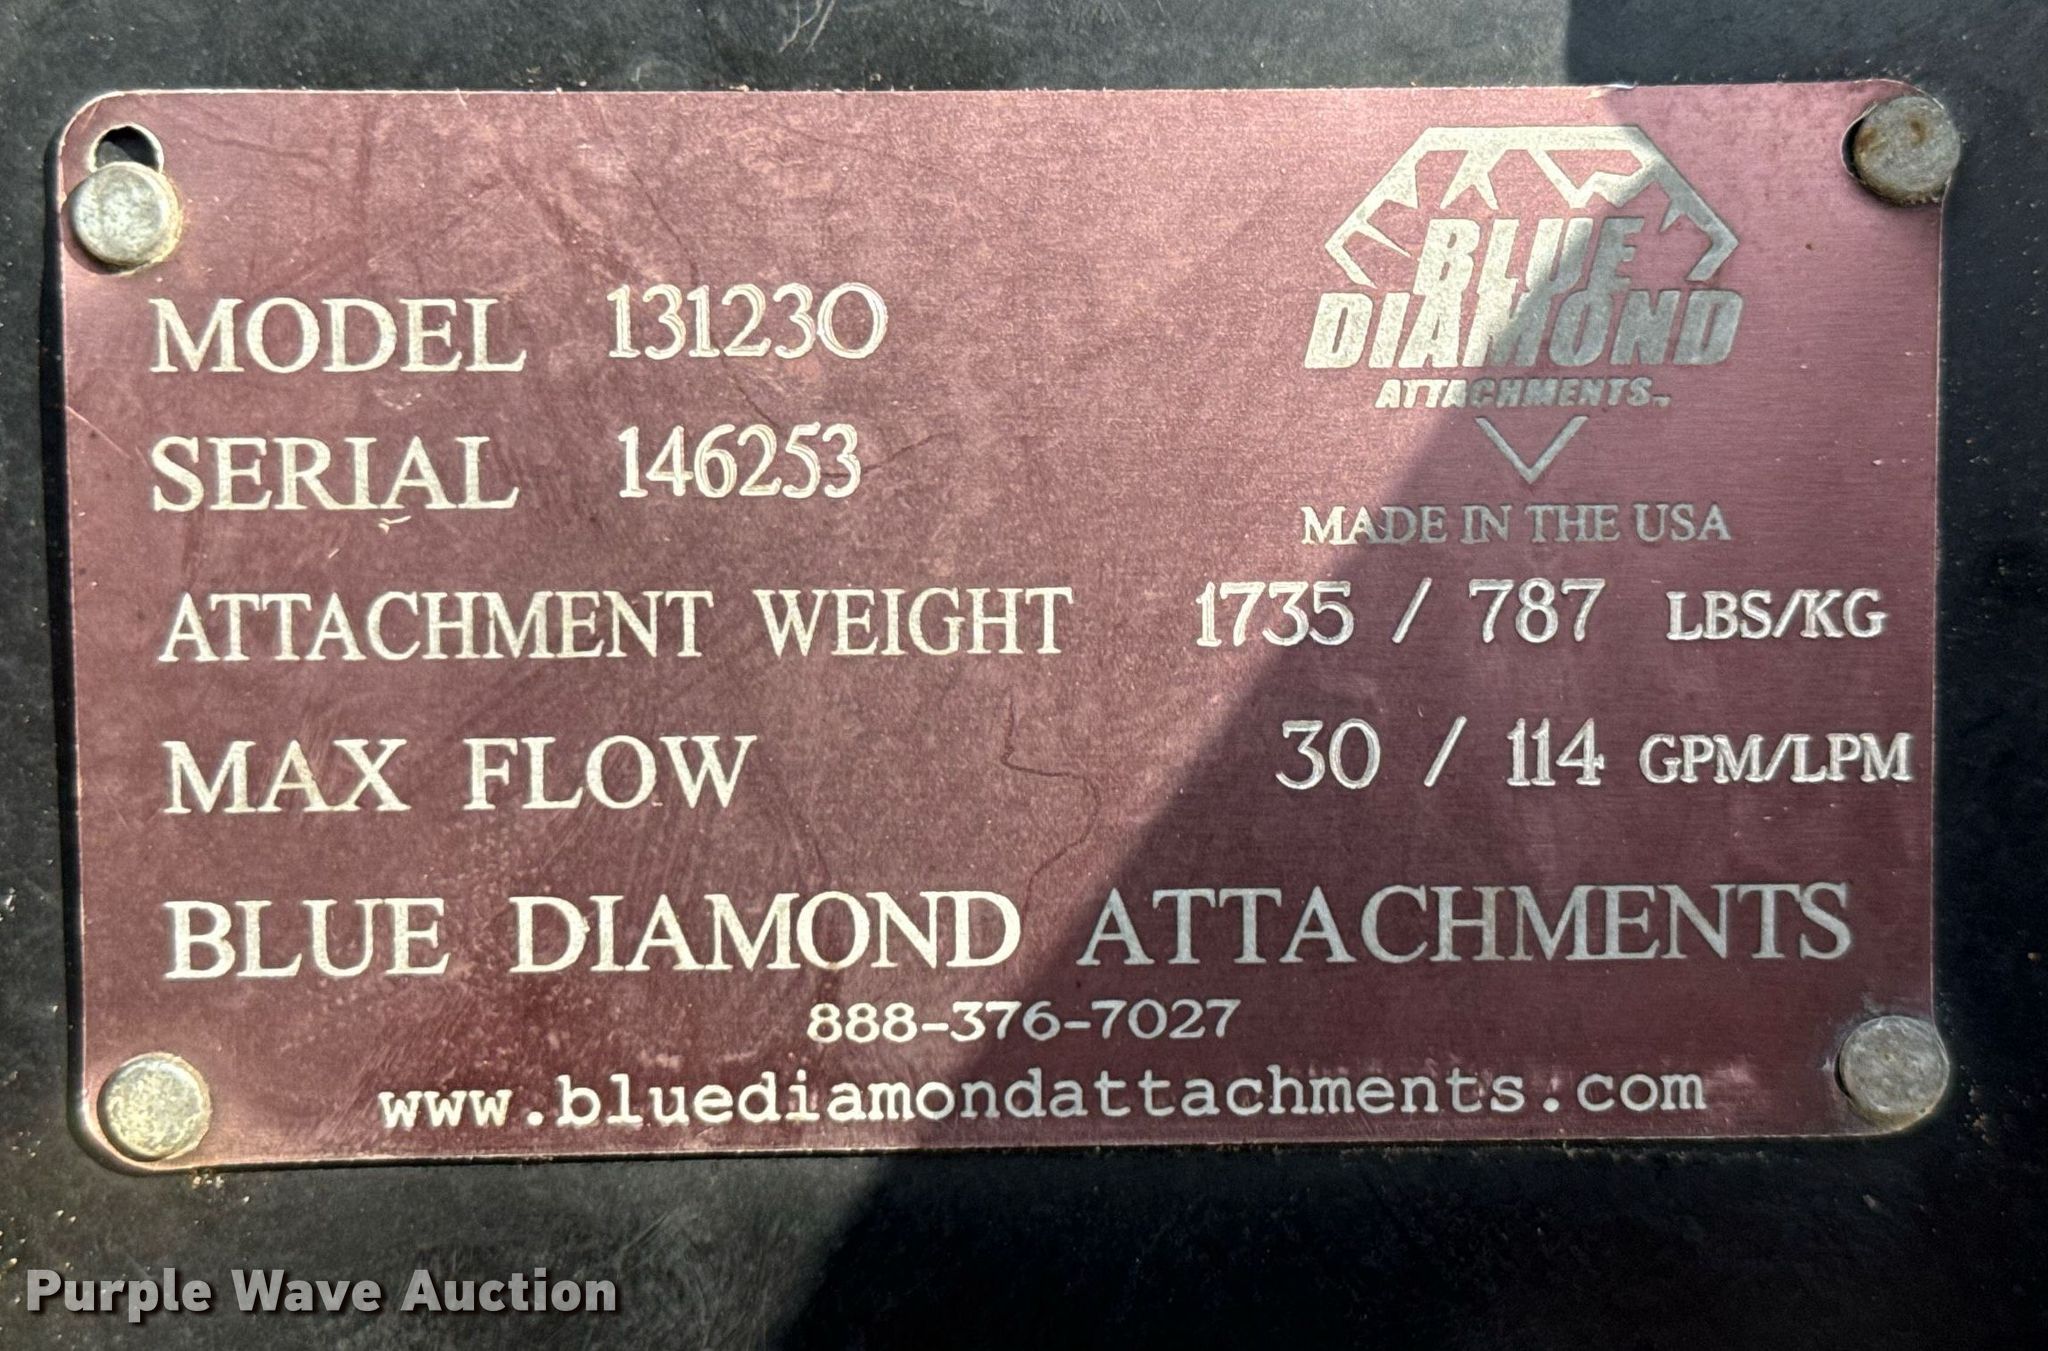 BLUE
DIAMOND
ATTACHMENTS
MODEL 131230
SERIAL 146253
MADE IN THE USA
ATTACHMENT WEIGHT 1735 / 787 LBS/KG
MAX FLOW 30 / 114 GPM/LPM
BLUE DIAMOND ATTACHMENTS
888-376-7027
www.bluediamondattachments.com
Purple Wave Auction